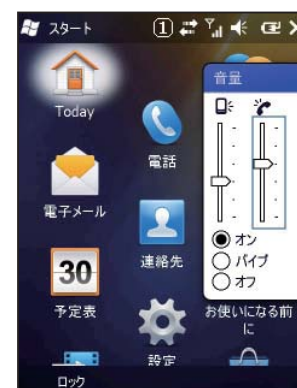 スタート
1
音量
Today
電話
オン
バイブ
オフ
電子メール
連絡先
30
予定表
設定
お使いになる前
に
ロック